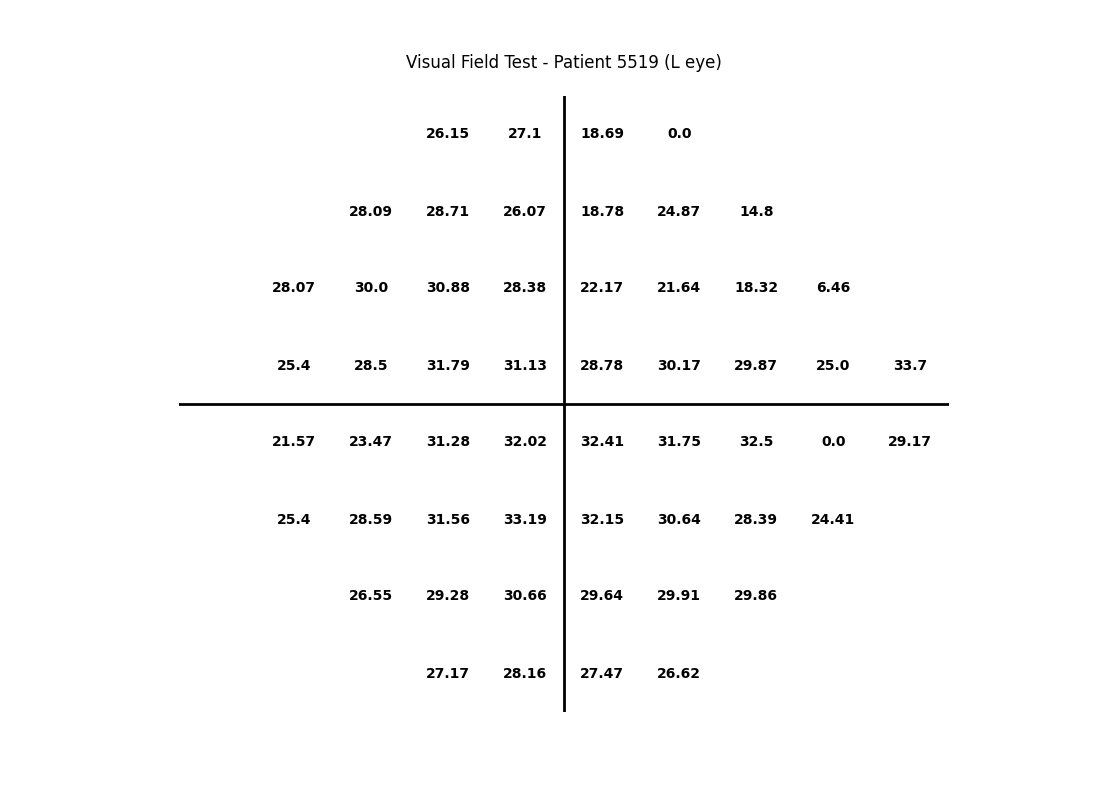 Visual Field Test - Patient 5519 (L eye)
26.15 27.1 18.69 0.0
28.09 28.71 26.07 18.78 24.87 14.8
28.07 30.0 30.88 28.38 22.17 21.64 18.32 6.46
25.4 28.5 31.79 31.13 28.78 30.17 29.87 25.0 33.7
21.57 23.47 31.28 32.02 32.41 31.75 32.5 0.0 29.17
25.4 28.59 31.56 33.19 32.15 30.64 28.39 24.41
26.55 29.28 30.66 29.64 29.91 29.86
27.17 28.16 27.47 26.62